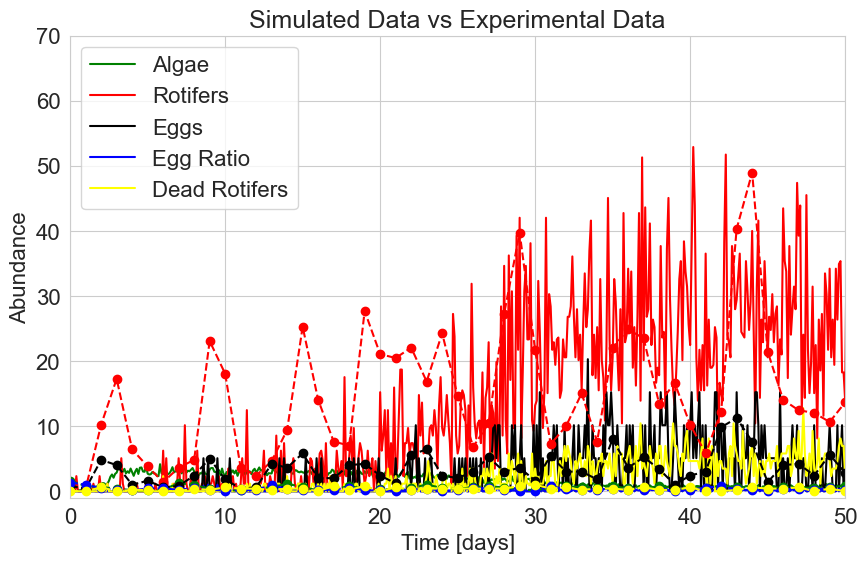 Simulated Data vs Experimental Data
70
60
50
40
30
20
10
0
Abundance
Algae
Rotifers
Eggs
Egg Ratio
Dead Rotifers
0 10 20 30 40 50
Time [days]